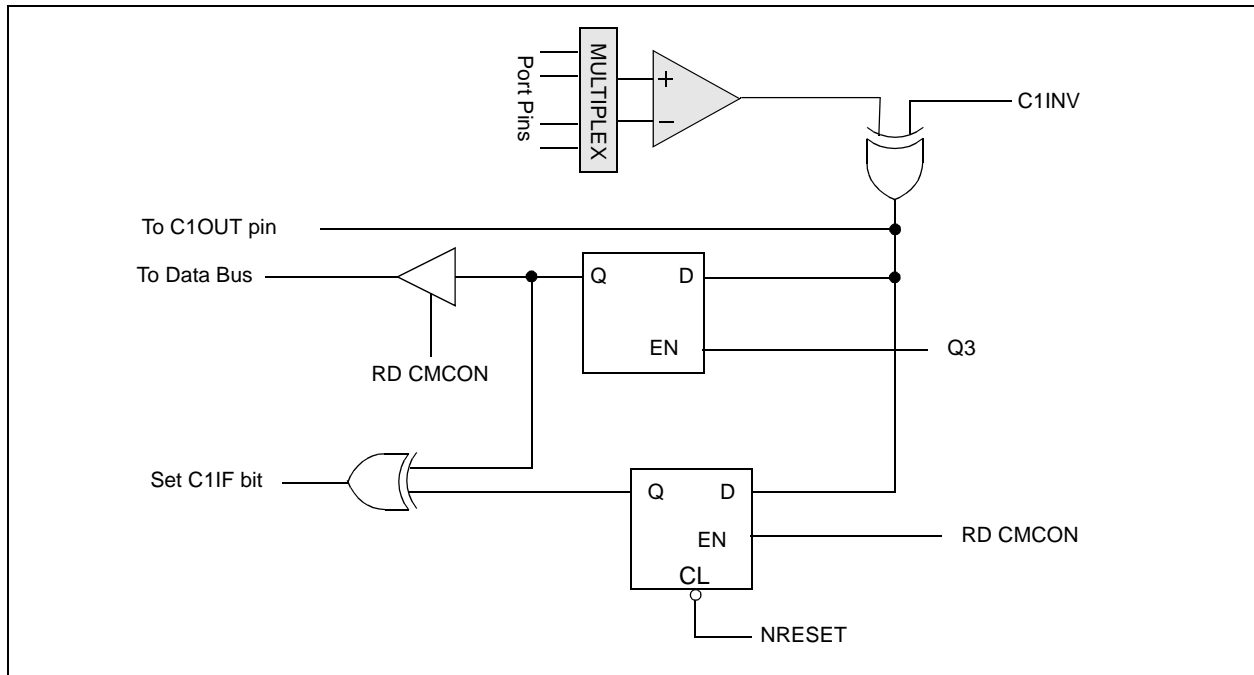 Port Pins
MULTIPLEX
+
–
C1INV
To C1OUT pin
To Data Bus
Q D
EN
Q3
RD CMCON
Set C1IF bit
Q D
EN
RD CMCON
CL
NRESET